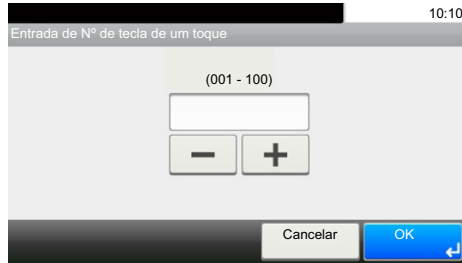 10:10
Entrada de Nº de tecla de um toque
(001 - 100)
Cancelar
OK